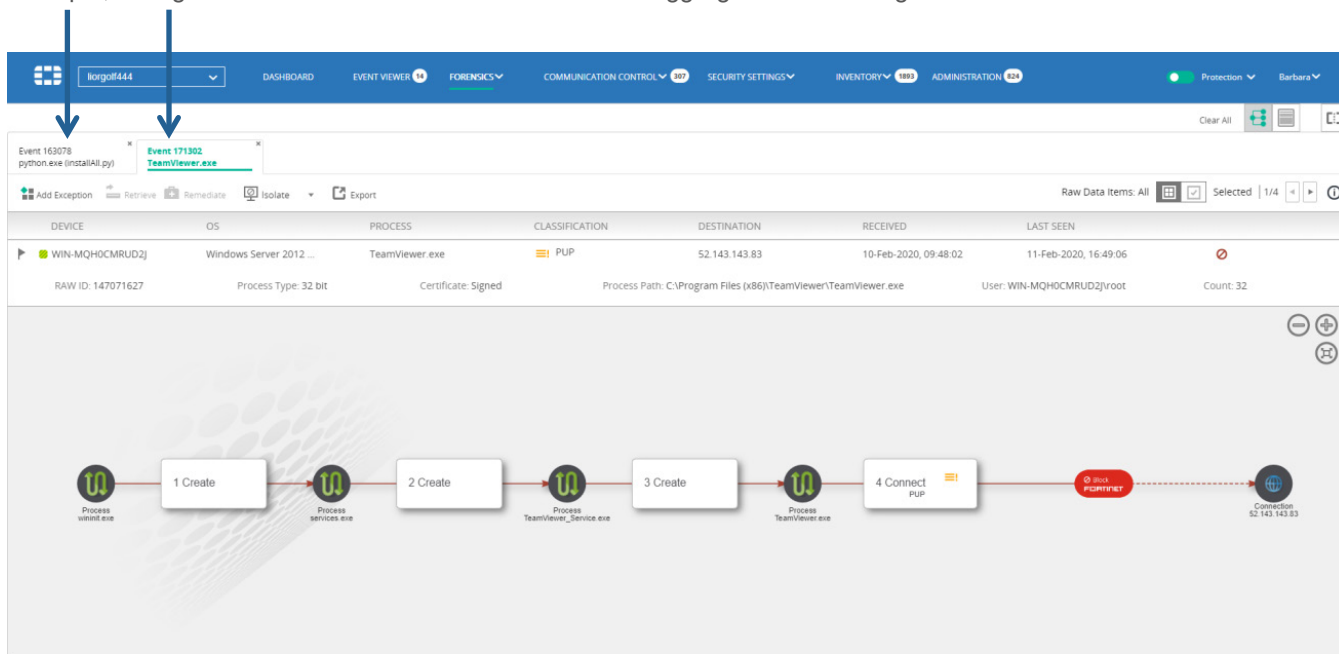 liorgolf444 DASHBOARD EVENT VIEWER 14 FORENSICS COMMUNICATION CONTROL 307 SECURITY SETTINGS INVENTORY 1893 ADMINISTRATION 824 Protection Barbara
Clear All
Event 163078 × Event 171302 ×
python.exe (installAll.py) TeamViewer.exe
Add Exception Retrieve Remediate Isolate Export Raw Data Items: All Selected | 1/4
DEVICE OS PROCESS CLASSIFICATION DESTINATION RECEIVED LAST SEEN
WIN-MQH0CMRUD2J Windows Server 2012 ... TeamViewer.exe PUP 52.143.143.83 10-Feb-2020, 09:48:02 11-Feb-2020, 16:49:06
RAW ID: 147071627 Process Type: 32 bit Certificate: Signed Process Path: C:\Program Files (x86)\TeamViewer\TeamViewer.exe User: WIN-MQH0CMRUD2J\root Count: 32
1 Create 2 Create 3 Create 4 Connect
PUP
Block
FORTINET
Process Process Process Process Connection
wininit.exe services.exe TeamViewer_Service.exe TeamViewer.exe 52.143.143.83